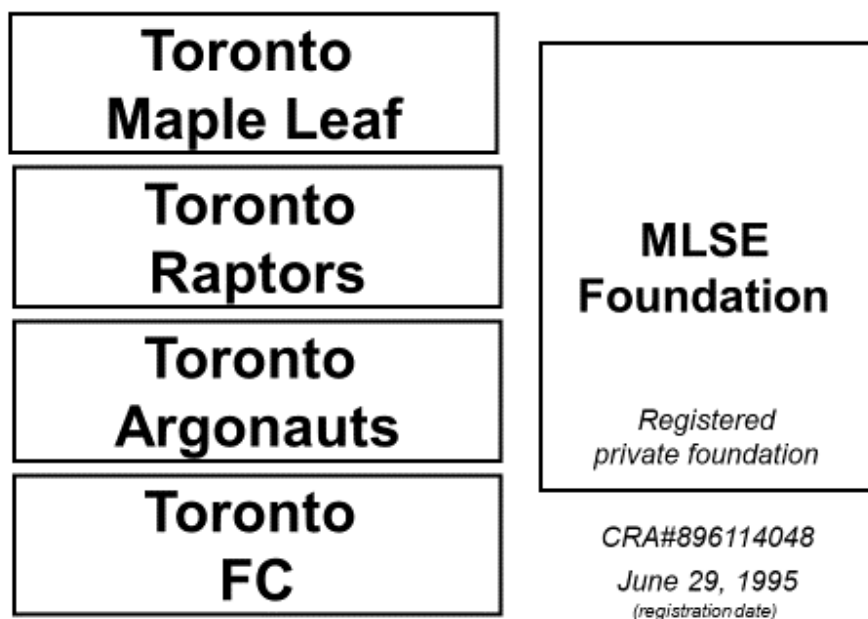 Toronto
Maple Leaf
Toronto
Raptors
Toronto
Argonauts
Toronto
FC
MLSE
Foundation
Registered
private foundation
CRA#896114048
June 29, 1995
(registration date)